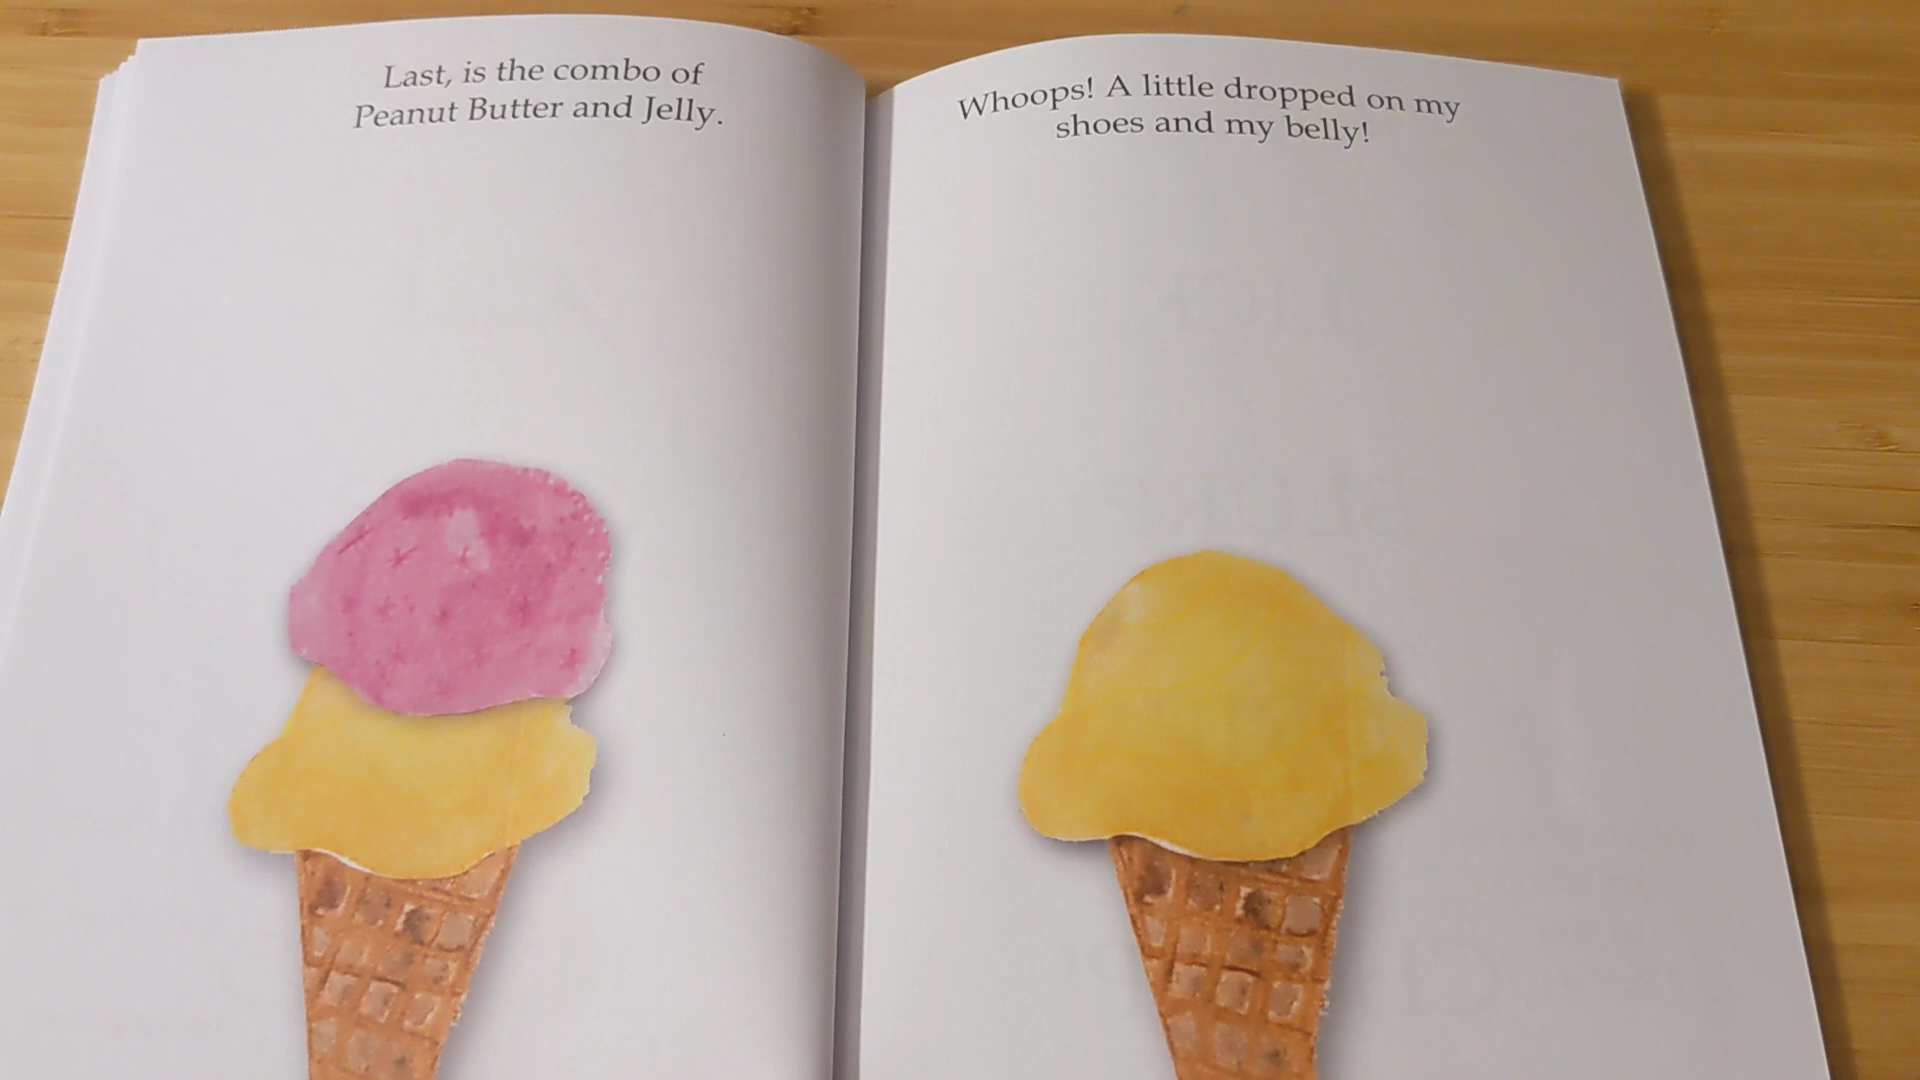 Last, is the combo of
Peanut Butter and Jelly.
Whoops! A little dropped on my
shoes and my belly!